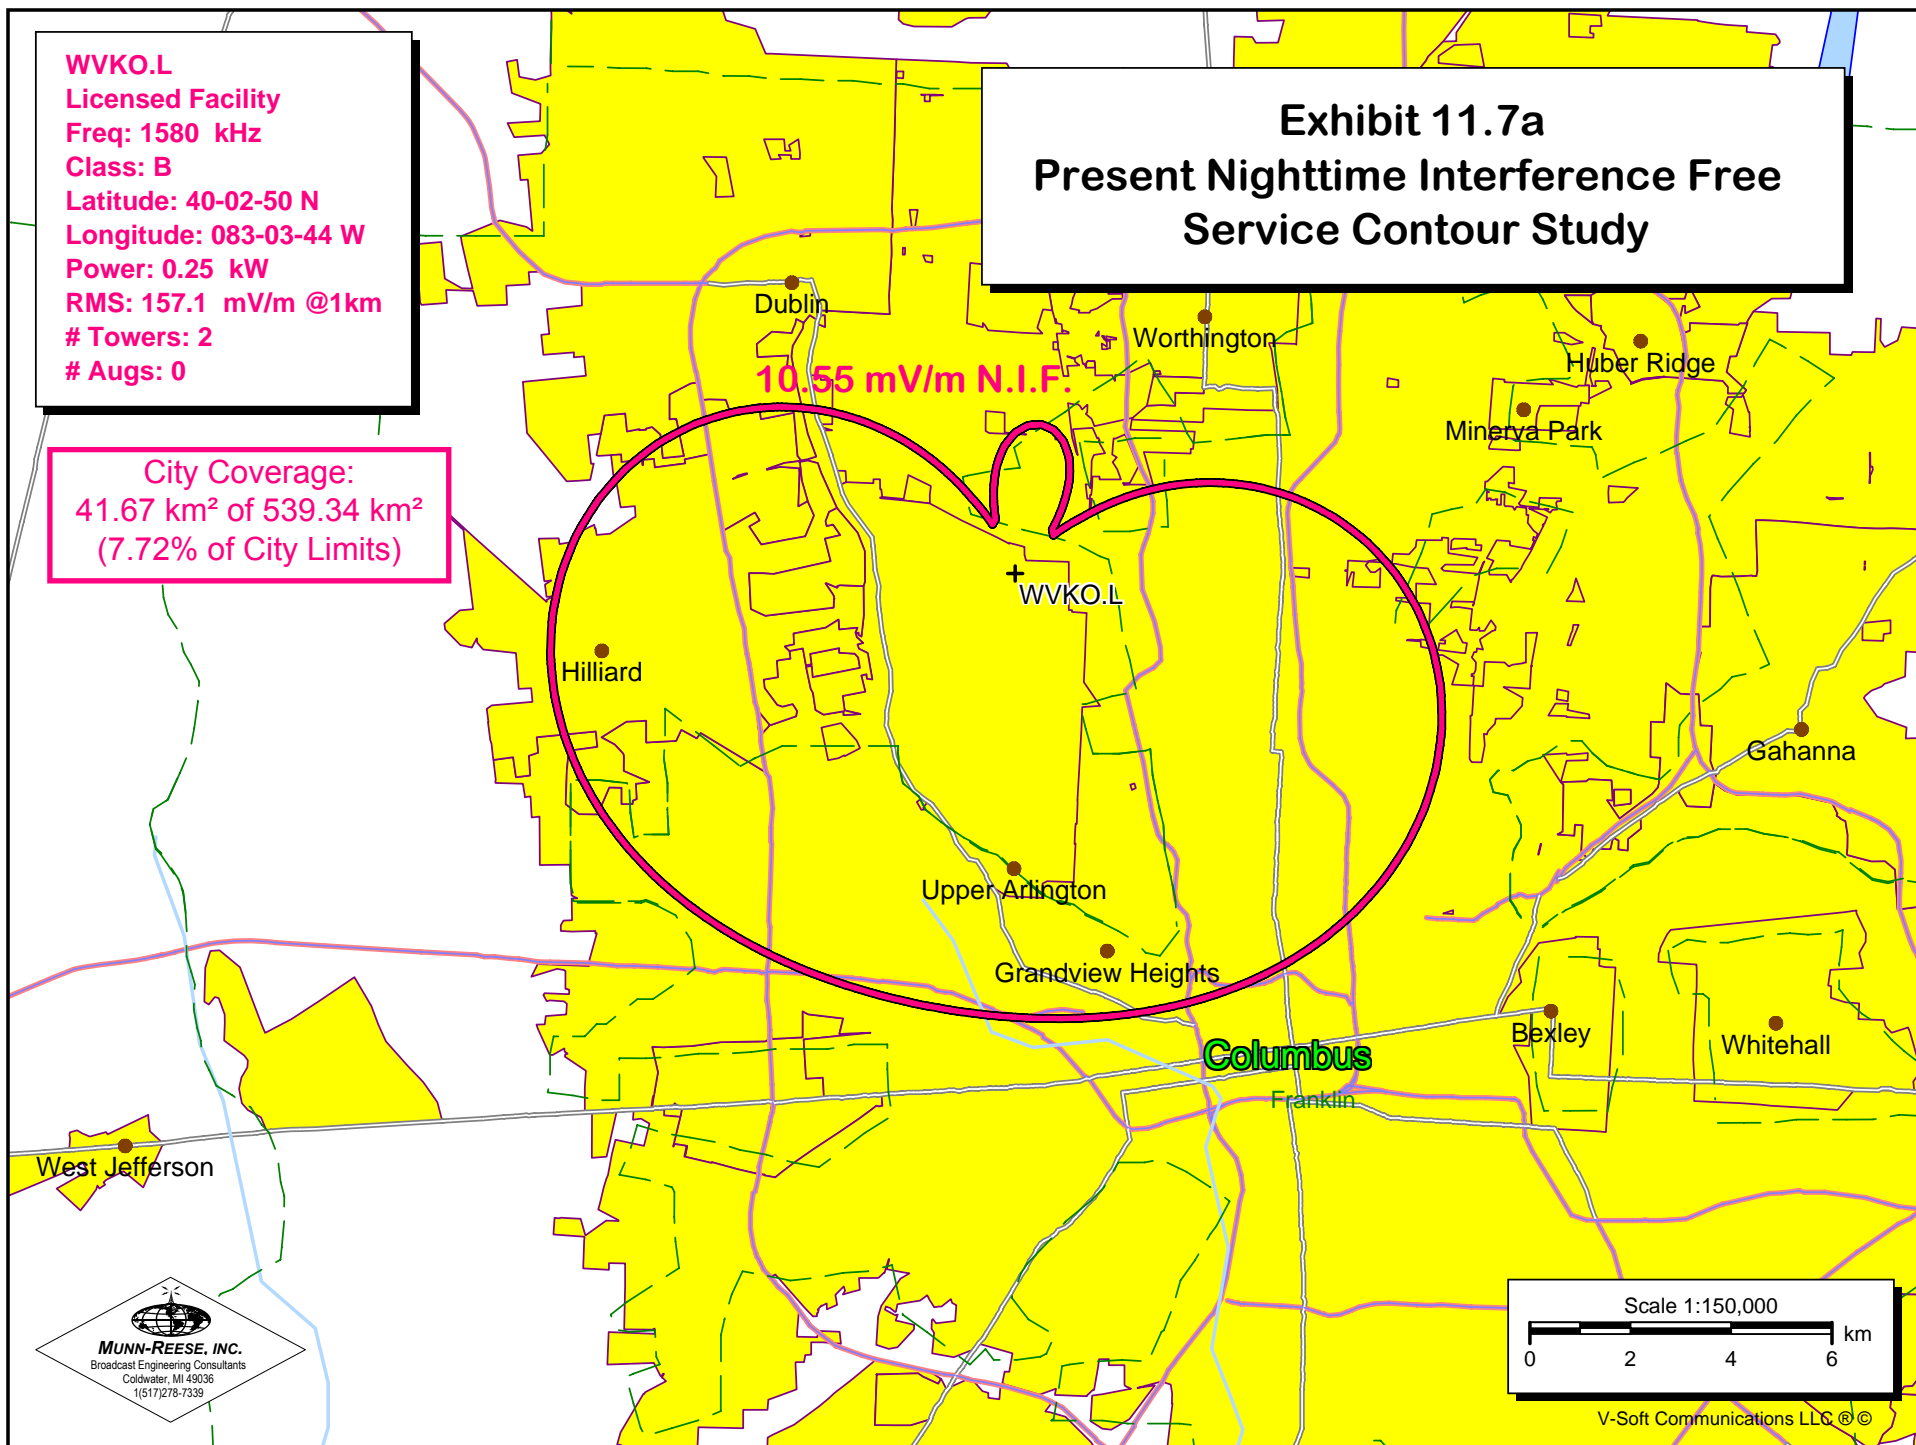 WVKO.L
Licensed Facility
Freq: 1580 kHz
Class: B
Latitude: 40-02-50 N
Longitude: 083-03-44 W
Power: 0.25 kW
RMS: 157.1 mV/m @1km
# Towers: 2
# Augs: 0
Exhibit 11.7a
Present Nighttime Interference Free
Service Contour Study
City Coverage:
41.67 km² of 539.34 km²
(7.72% of City Limits)
Dublin
Worthington
Huber Ridge
10.55 mV/m N.I.F.
Minerva Park
WVKO.L
Hilliard
Gahanna
Upper Arlington
Grandview Heights
Bexley
Whitehall
Columbus
Franklin
West Jefferson
MUNN-REESE, INC.
Broadcast Engineering Consultants
Coldwater, MI 49036
1(517)278-7339
Scale 1:150,000
km
0 2 4 6
V-Soft Communications LLC ® ©